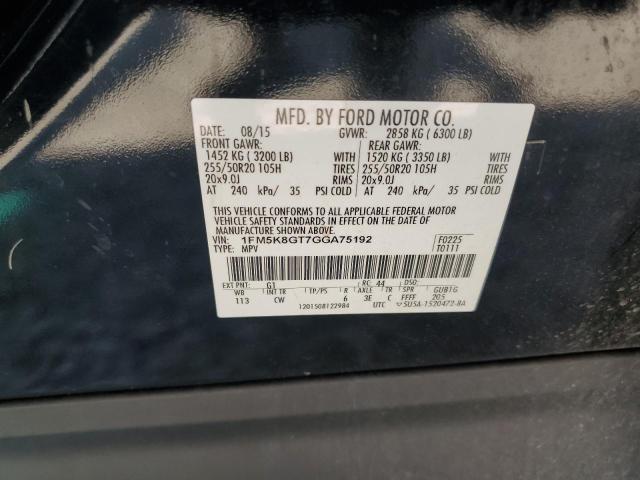 MFD. BY FORD MOTOR CO.
DATE: 08/15 GVWR: 2858 KG ( 6300 LB)
FRONT GAWR: REAR GAWR:
1452 KG ( 3200 LB) WITH 1520 KG ( 3350 LB) WITH
255/50R20 105H TIRES 255/50R20 105H TIRES
20x9.0J RIMS 20x9.0J RIMS
AT 240 kPa/ 35 PSI COLD AT 240 kPa/ 35 PSI COLD
THIS VEHICLE CONFORMS TO ALL APPLICABLE FEDERAL MOTOR
VEHICLE SAFETY STANDARDS IN EFFECT ON THE DATE OF
MANUFACTURE SHOWN ABOVE.
VIN: 1FM5K8GT7GGA75192 F0225
TYPE: MPV T0111
EXT PNT: G1 RC: 44 DSO:
WB INT TR TP/PS R AXLE TR SPR GUB1G
113 CW 6 3E C FFFF 205
1201508122984 UTC 5U5A-1520472-BA